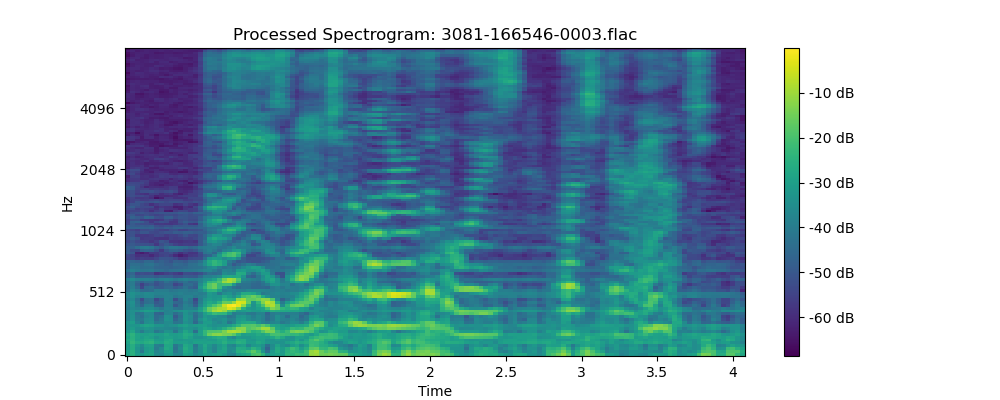 Processed Spectrogram: 3081-166546-0003.flac
Hz
4096
2048
1024
512
0
0 0.5 1 1.5 2 2.5 3 3.5 4
Time
-10 dB
-20 dB
-30 dB
-40 dB
-50 dB
-60 dB